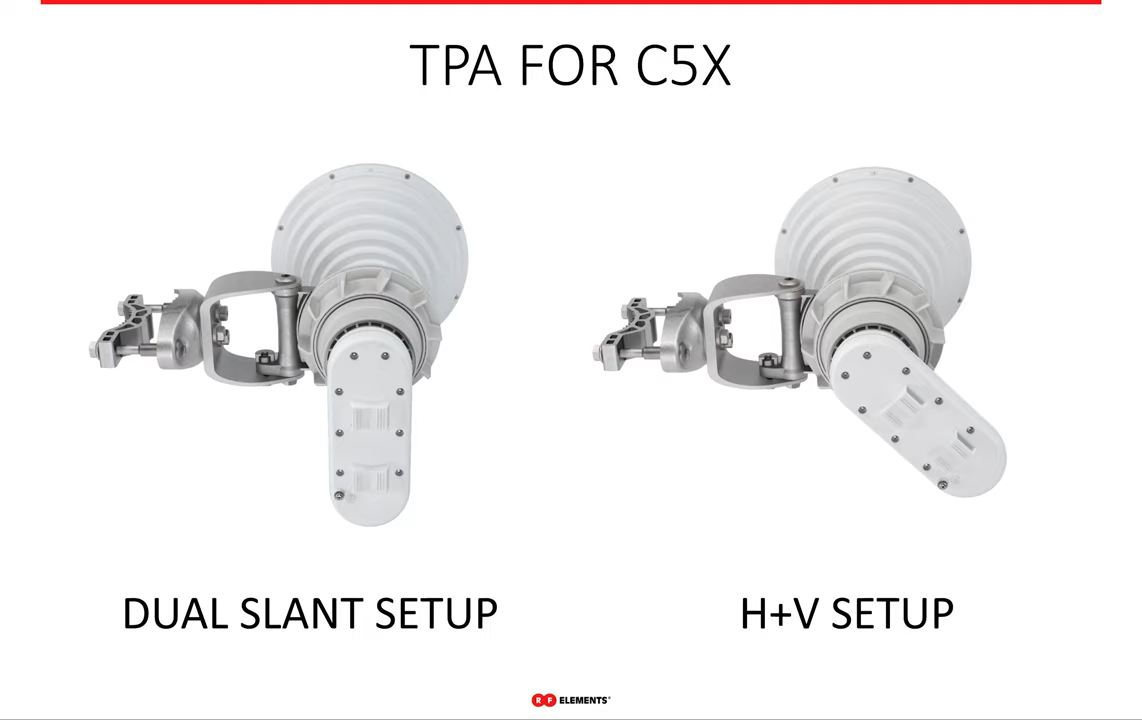 TPA FOR C5X
DUAL SLANT SETUP
H+V SETUP
RF ELEMENTS®